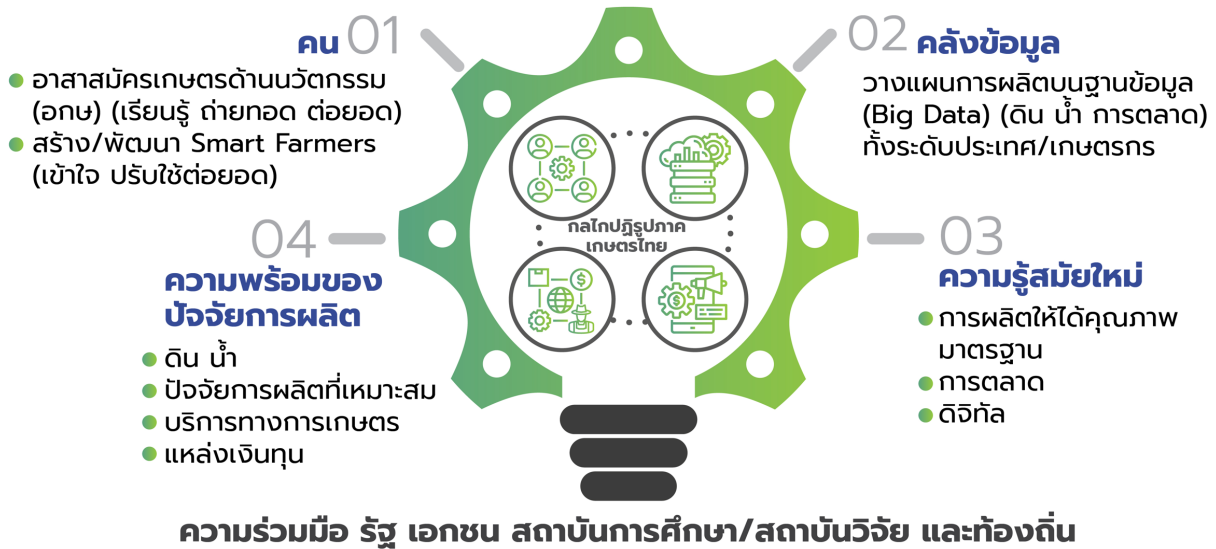 คน 01
อาสาสมัครเกษตรด้านนวัตกรรม
(อกษ) (เรียนรู้ ถ่ายทอด ต่อยอด)
สร้าง/พัฒนา Smart Farmers
(เข้าใจ ปรับใช้ต่อยอด)
02 คลังข้อมูล
วางแผนการผลิตบนฐานข้อมูล
(Big Data) (ดิน น้ำ การตลาด)
ทั้งระดับประเทศ/เกษตรกร
กลไกปฏิรูปภาค
เกษตรไทย
03
ความรู้สมัยใหม่
การผลิตให้ได้คุณภาพ
มาตรฐาน
การตลาด
ดิจิทัล
04
ความพร้อมของ
ปัจจัยการผลิต
ดิน น้ำ
ปัจจัยการผลิตที่เหมาะสม
บริการทางการเกษตร
แหล่งเงินทุน
ความร่วมมือ รัฐ เอกชน สถาบันการศึกษา/สถาบันวิจัย และท้องถิ่น